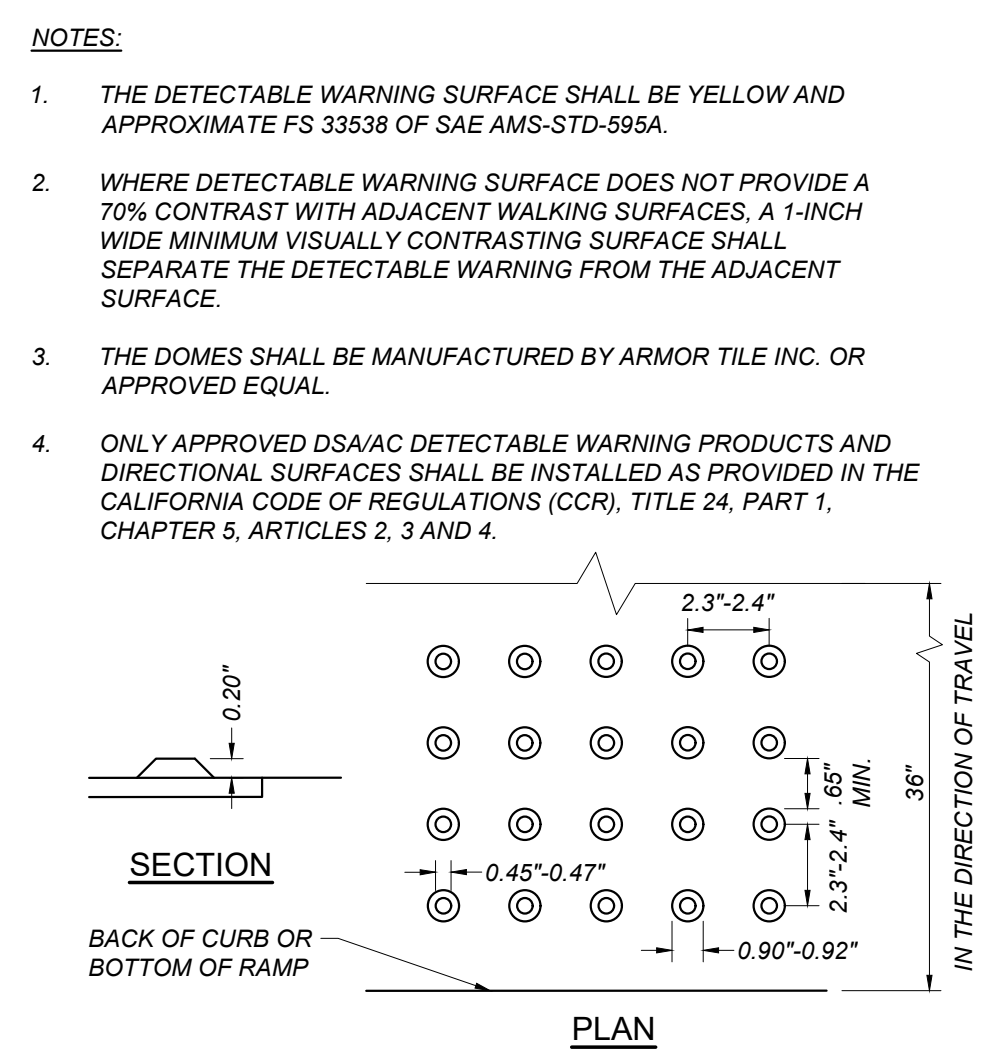 NOTES:
1. THE DETECTABLE WARNING SURFACE SHALL BE YELLOW AND
APPROXIMATE FS 33538 OF SAE AMS-STD-595A.
2. WHERE DETECTABLE WARNING SURFACE DOES NOT PROVIDE A
70% CONTRAST WITH ADJACENT WALKING SURFACES, A 1-INCH
WIDE MINIMUM VISUALLY CONTRASTING SURFACE SHALL
SEPARATE THE DETECTABLE WARNING FROM THE ADJACENT
SURFACE.
3. THE DOMES SHALL BE MANUFACTURED BY ARMOR TILE INC. OR
APPROVED EQUAL.
4. ONLY APPROVED DSA/AC DETECTABLE WARNING PRODUCTS AND
DIRECTIONAL SURFACES SHALL BE INSTALLED AS PROVIDED IN THE
CALIFORNIA CODE OF REGULATIONS (CCR), TITLE 24, PART 1,
CHAPTER 5, ARTICLES 2, 3 AND 4.
2.3"-2.4"
0.20"
.65"
MIN.
36"
IN THE DIRECTION OF TRAVEL
SECTION
0.45"-0.47"
2.3"-2.4"
BACK OF CURB OR
BOTTOM OF RAMP
0.90"-0.92"
PLAN